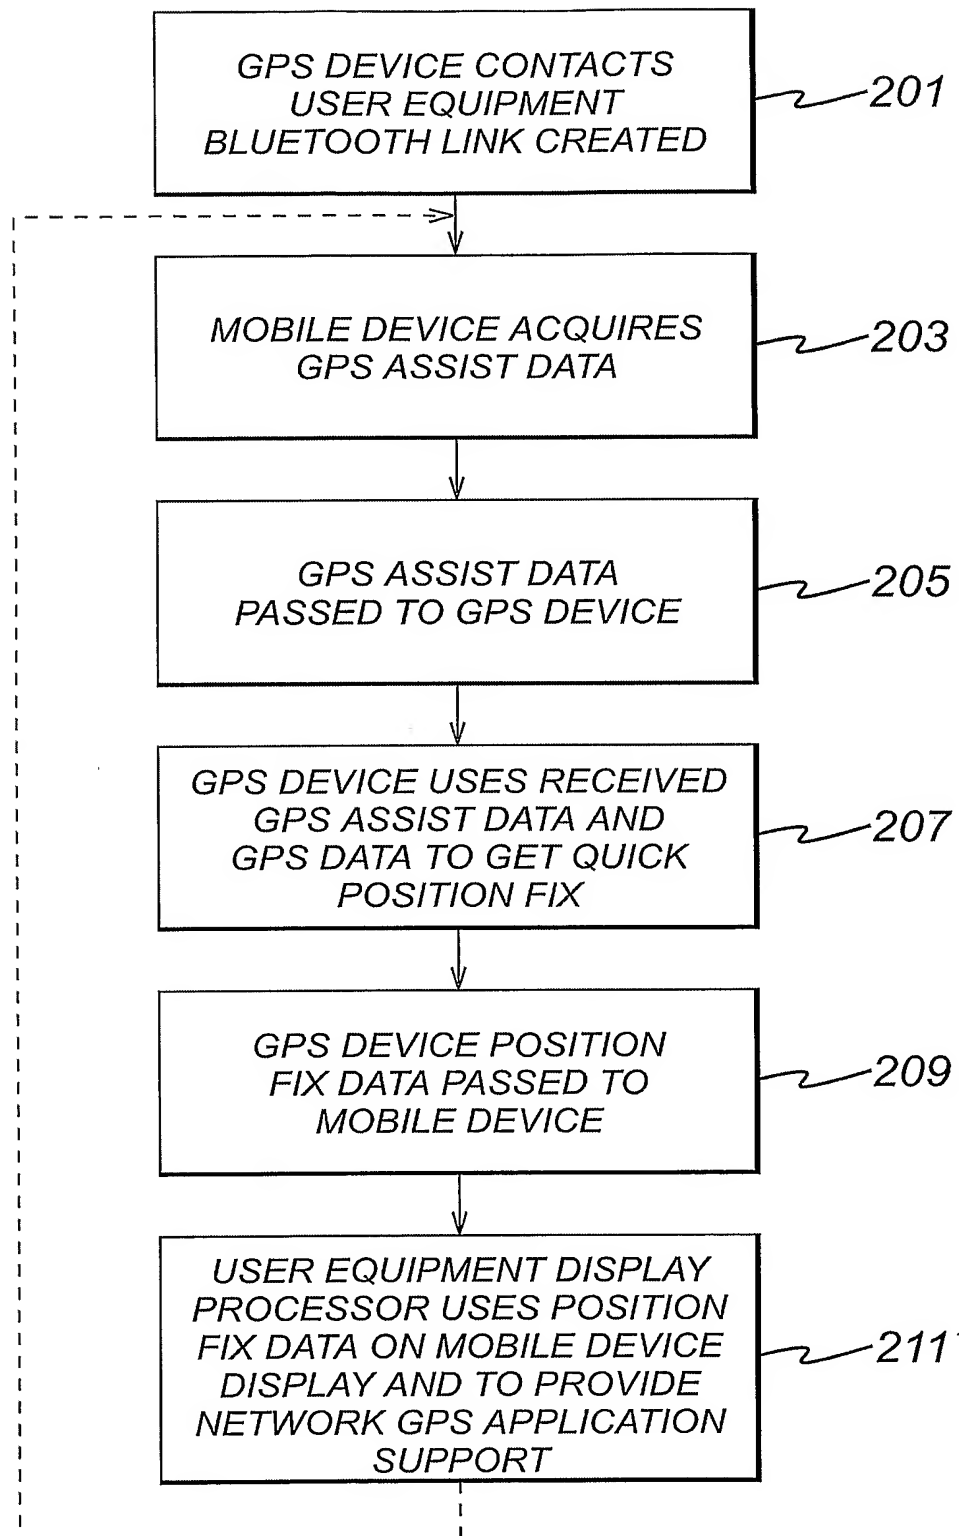 GPS DEVICE CONTACTS
USER EQUIPMENT
BLUETOOTH LINK CREATED
201
MOBILE DEVICE ACQUIRES
GPS ASSIST DATA
203
GPS ASSIST DATA
PASSED TO GPS DEVICE
205
GPS DEVICE USES RECEIVED
GPS ASSIST DATA AND
GPS DATA TO GET QUICK
POSITION FIX
207
GPS DEVICE POSITION
FIX DATA PASSED TO
MOBILE DEVICE
209
USER EQUIPMENT DISPLAY
PROCESSOR USES POSITION
FIX DATA ON MOBILE DEVICE
DISPLAY AND TO PROVIDE
NETWORK GPS APPLICATION
SUPPORT
211